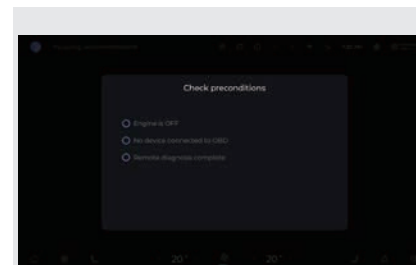 Check preconditions
Engine is OFF
No device connected to OBD
Remote diagnosis complete
20° 20°